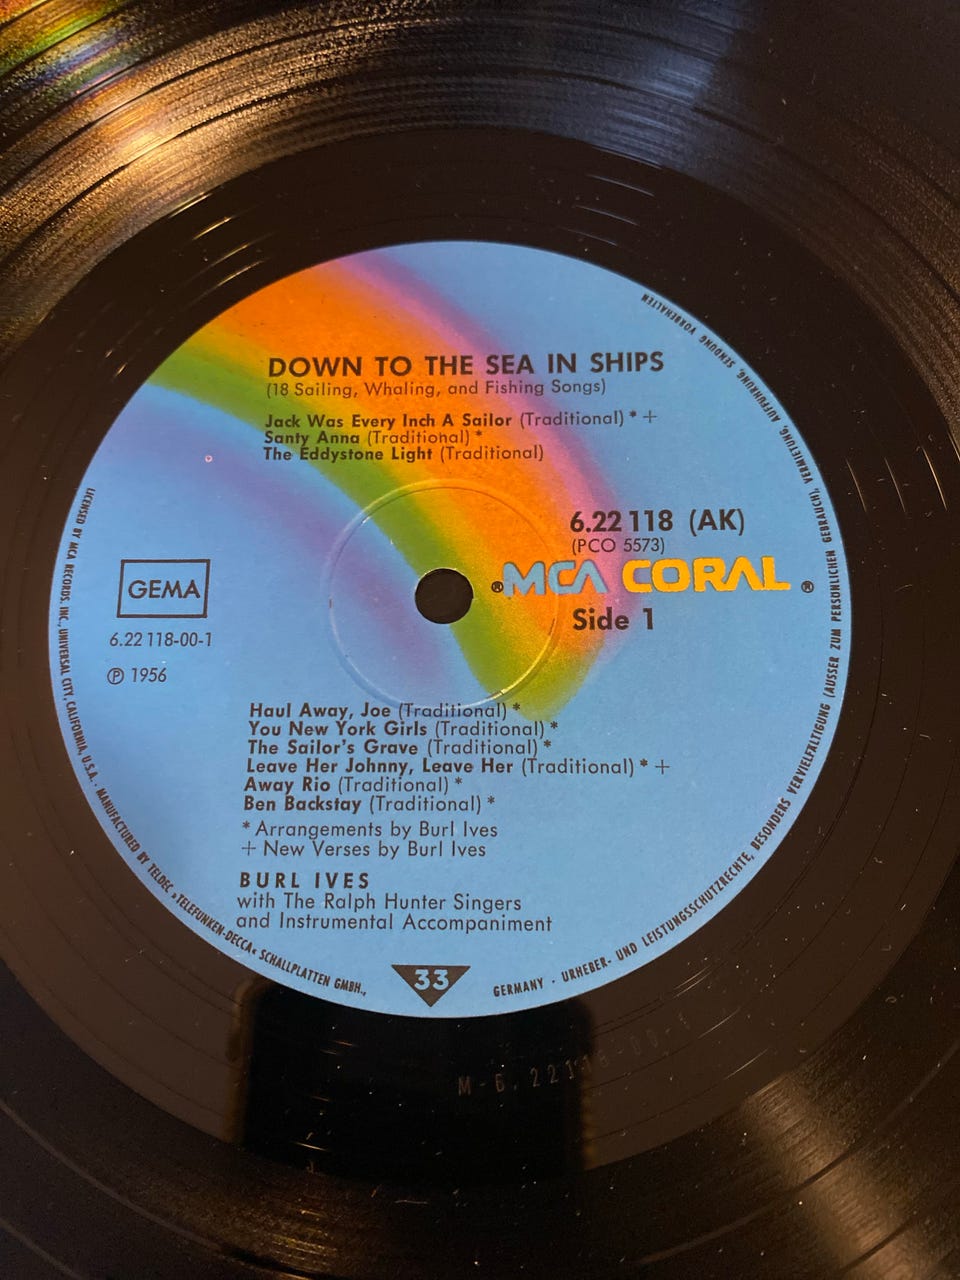 DOWN TO THE SEA IN SHIPS
(18 Sailing, Whaling, and Fishing Songs)
Jack Was Every Inch A Sailor (Traditional) * +
Santy Anna (Traditional) *
The Eddystone Light (Traditional)
6.22 118 (AK)
(PCO 5573)
® MCA CORAL ®
Side 1
GEMA
6.22 118-00-1
℗ 1956
Haul Away, Joe (Traditional) *
You New York Girls (Traditional) *
The Sailor's Grave (Traditional) *
Leave Her Johnny, Leave Her (Traditional) * +
Away Rio (Traditional) *
Ben Backstay (Traditional) *
* Arrangements by Burl Ives
+ New Verses by Burl Ives
BURL IVES
with The Ralph Hunter Singers
and Instrumental Accompaniment
33
LICENSED BY MCA RECORDS, INC., UNIVERSAL CITY, CALIFORNIA, U.S.A. · MANUFACTURED BY TELDEC »TELEFUNKEN-DECCA« SCHALLPLATTEN GMBH., GERMANY · URHEBER- UND LEISTUNGSSCHUTZRECHTE, BESONDERS VERVIELFÄLTIGUNG (AUSSER ZUM PERSÖNLICHEN GEBRAUCH), VERMIETUNG, AUFFÜHRUNG, SENDUNG VORBEHALTEN
M-6.22118-00-1